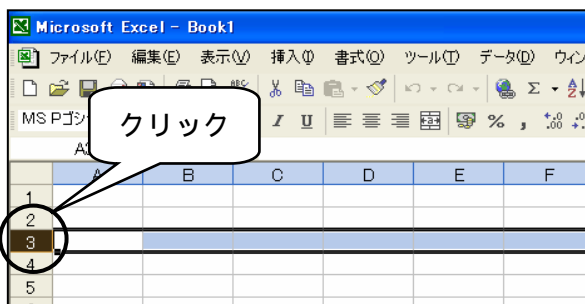 Microsoft Excel - Book1
ファイル(F) 編集(E) 表示(V) 挿入(I) 書式(O) ツール(T) データ(D) ウィン
MS Pゴシ
クリック
A B C D E F
1
2
3
4
5